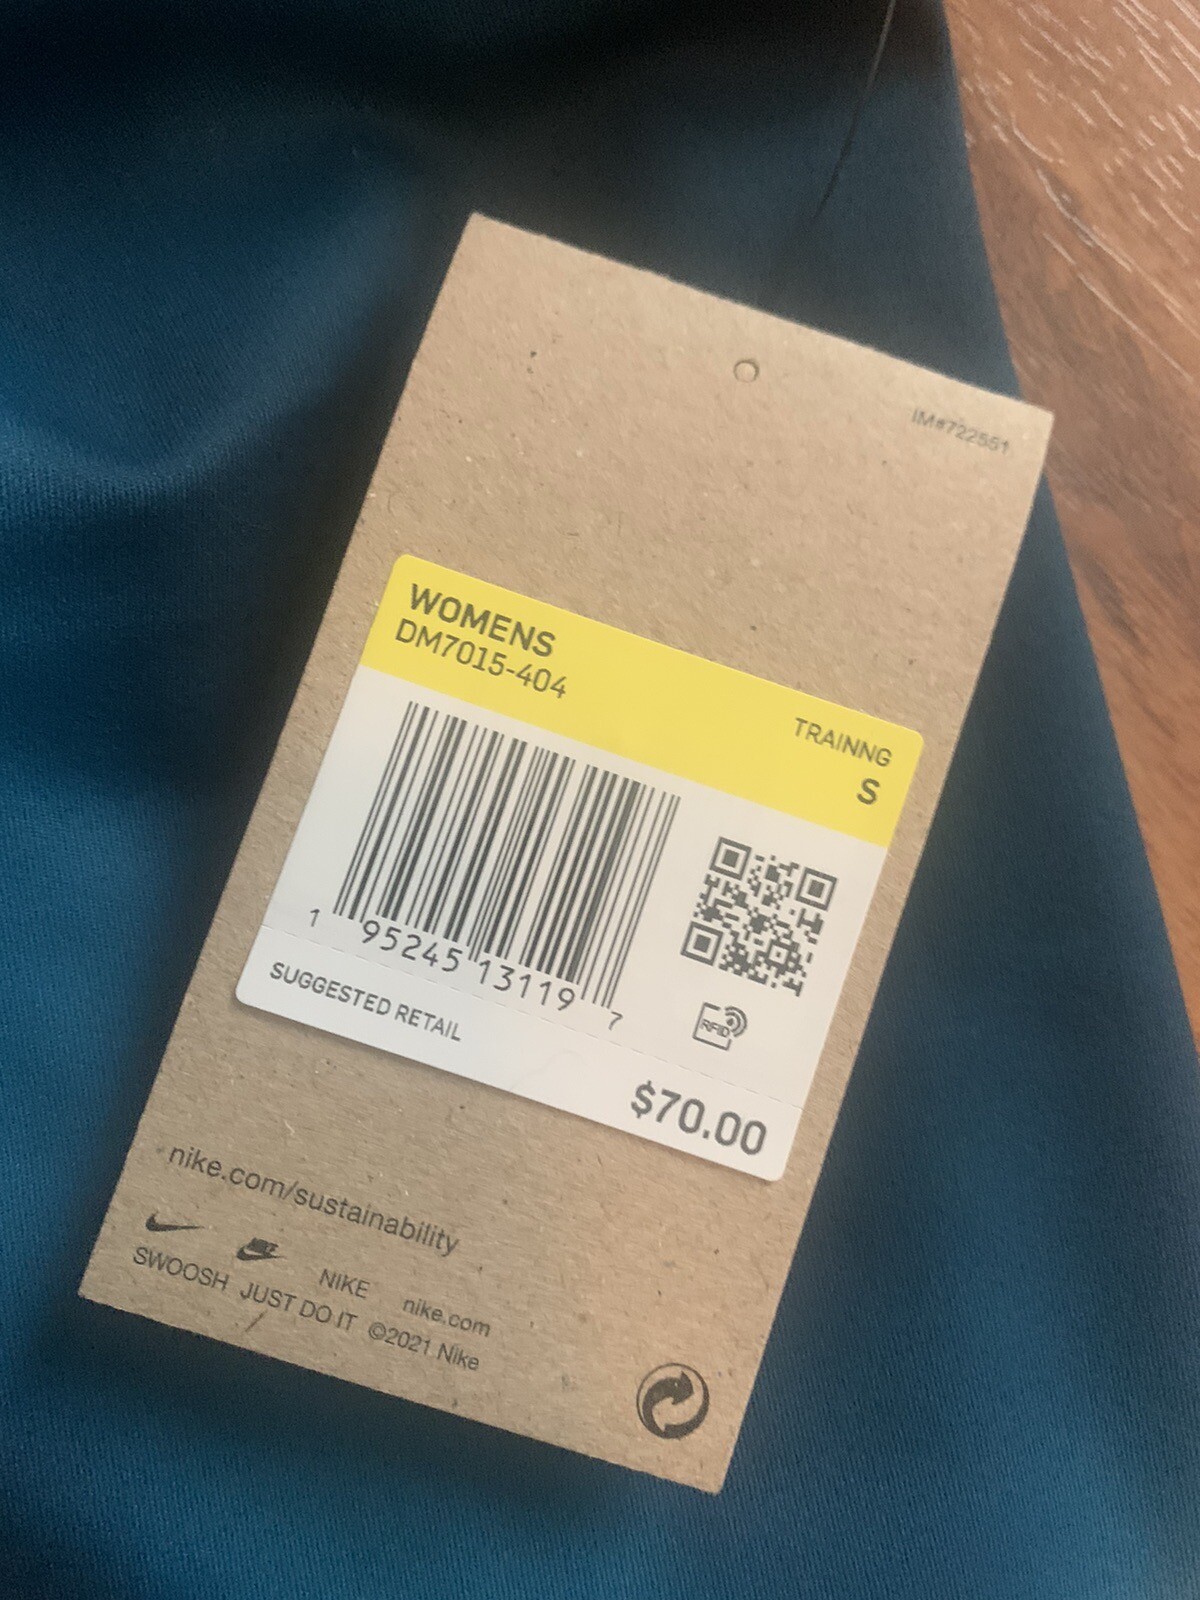 IM#722551
WOMENS
DM7015-404
TRAINNG
S
1 95245 13119 7
RFID
SUGGESTED RETAIL
$70.00
nike.com/sustainability
NIKE
NIKE nike.com
SWOOSH JUST DO IT ©2021 Nike